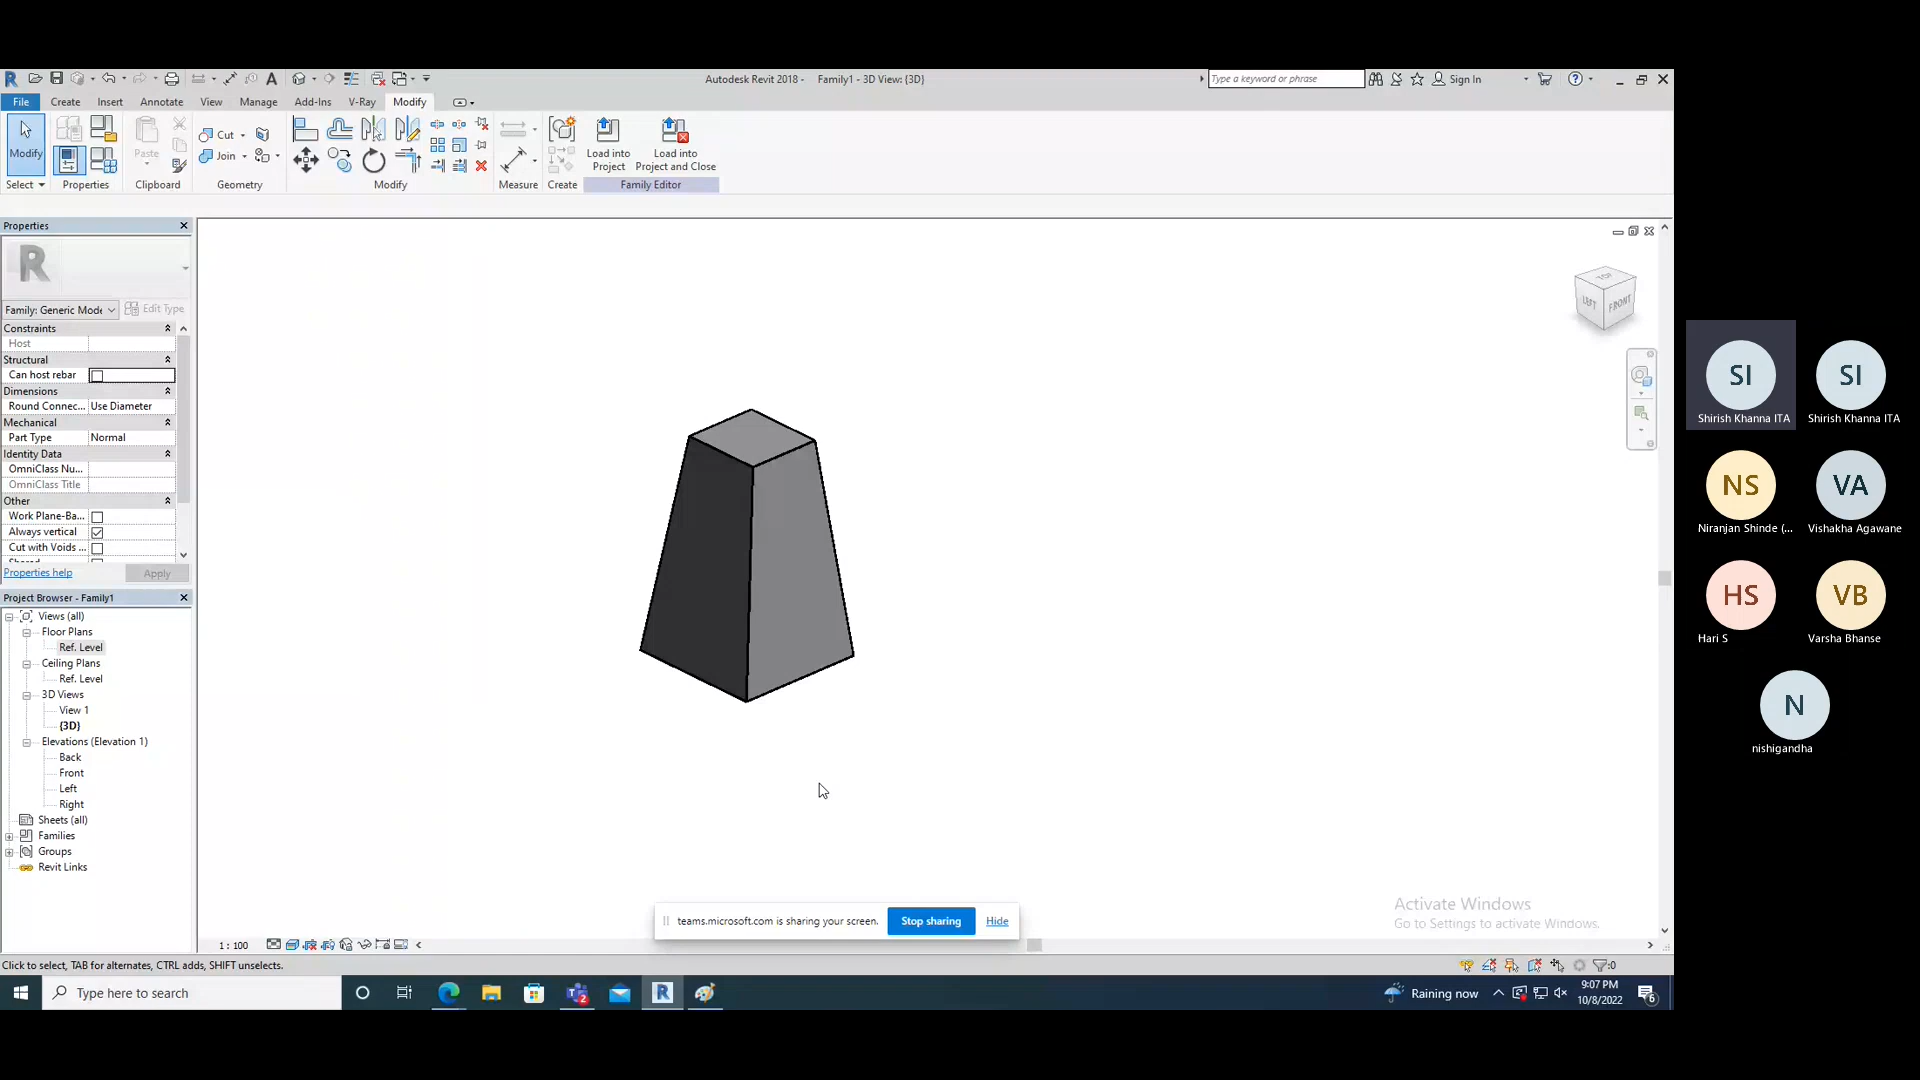 Autodesk Revit 2018 - Family1 - 3D View: {3D}
Type a keyword or phrase
Sign In
File Create Insert Annotate View Manage Add-Ins V-Ray Modify
Modify
Paste
Cut
Join
Load into Project
Load into Project and Close
Select Properties Clipboard Geometry Modify Measure Create Family Editor
Properties
R
Family: Generic Mode
Edit Type
Constraints
Host
Structural
Can host rebar
Dimensions
Round Connec... Use Diameter
Mechanical
Part Type Normal
Identity Data
OmniClass Nu...
OmniClass Title
Other
Work Plane-Ba...
Always vertical
Cut with Voids ...
Properties help Apply
Project Browser - Family1
Views (all)
Floor Plans
Ref. Level
Ceiling Plans
Ref. Level
3D Views
View 1
{3D}
Elevations (Elevation 1)
Back
Front
Left
Right
Sheets (all)
Families
Groups
Revit Links
TOP
LEFT FRONT
1 : 100
teams.microsoft.com is sharing your screen. Stop sharing Hide
Activate Windows
Go to Settings to activate Windows.
Click to select, TAB for alternates, CTRL adds, SHIFT unselects.
:0
Type here to search
2
R
Raining now
9:07 PM
10/8/2022
6
SI SI
Shirish Khanna ITA Shirish Khanna ITA
NS VA
Niranjan Shinde (... Vishakha Agawane
HS VB
Hari S Varsha Bhanse
N
nishigandha